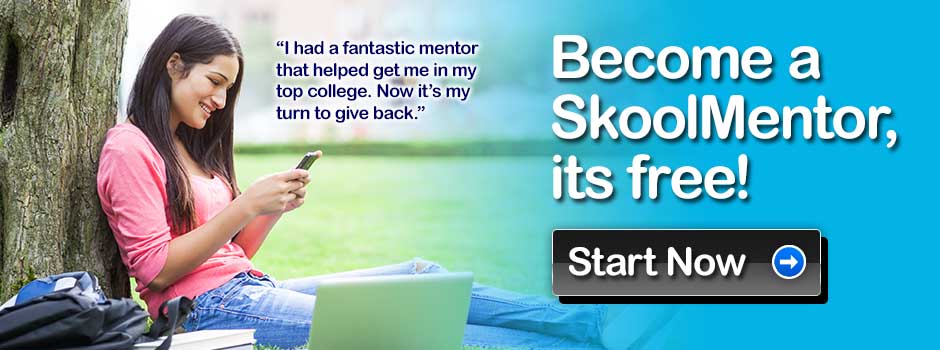 “I had a fantastic mentor
that helped get me in my
top college. Now it’s my
turn to give back.”
Become a
SkoolMentor,
its free!
Start Now